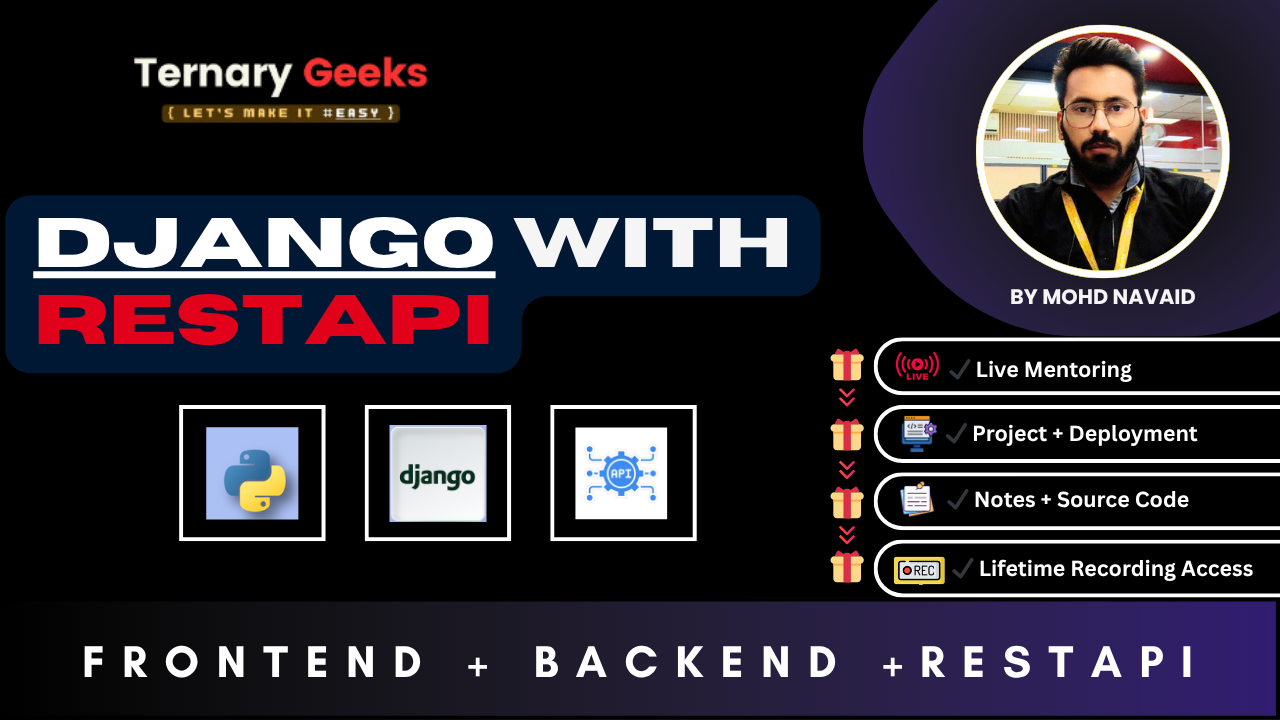 Ternary Geeks
{ LET'S MAKE IT #EASY }
BY MOHD NAVAID
DJANGO WITH
RESTAPI
django
API
LIVE
Live Mentoring
Project + Deployment
Notes + Source Code
REC
Lifetime Recording Access
FRONTEND + BACKEND +RESTAPI